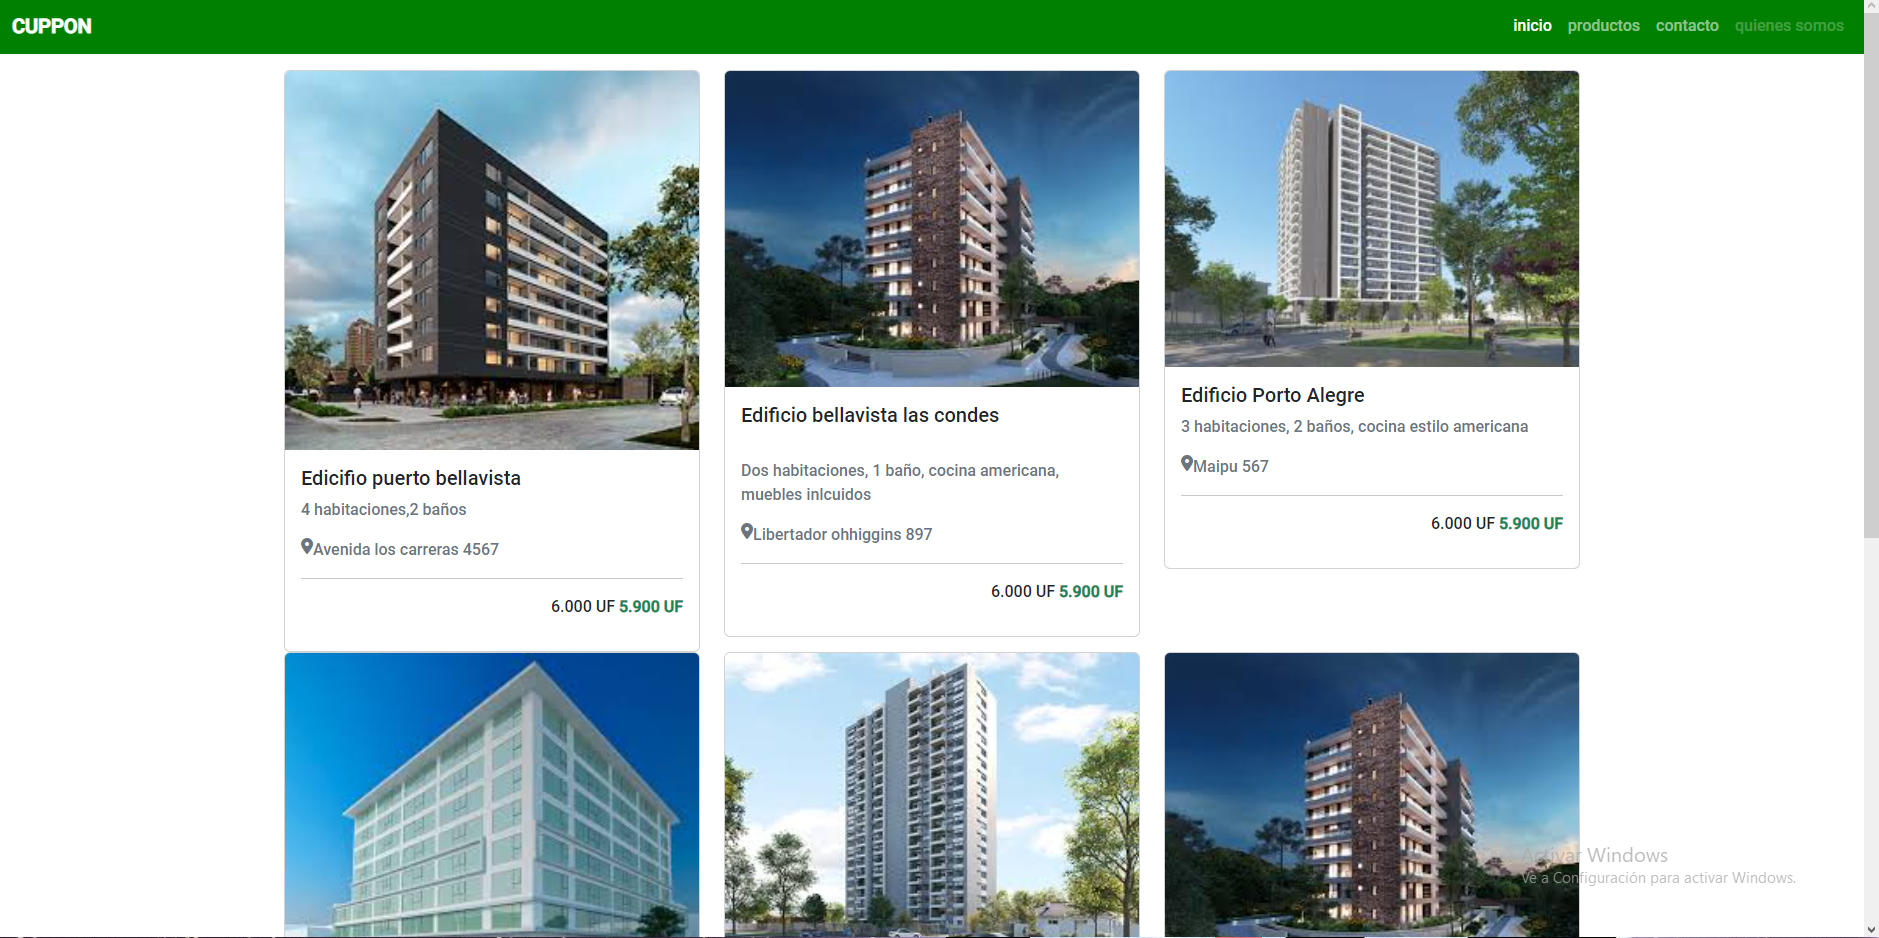 CUPPON
inicio productos contacto quienes somos
Edicifio puerto bellavista
4 habitaciones,2 baños
Avenida los carreras 4567
6.000 UF 5.900 UF
Edificio bellavista las condes
Dos habitaciones, 1 baño, cocina americana,
muebles inlcuidos
Libertador ohhiggins 897
6.000 UF 5.900 UF
Edificio Porto Alegre
3 habitaciones, 2 baños, cocina estilo americana
Maipu 567
6.000 UF 5.900 UF
Activar Windows
Ve a Configuración para activar Windows.